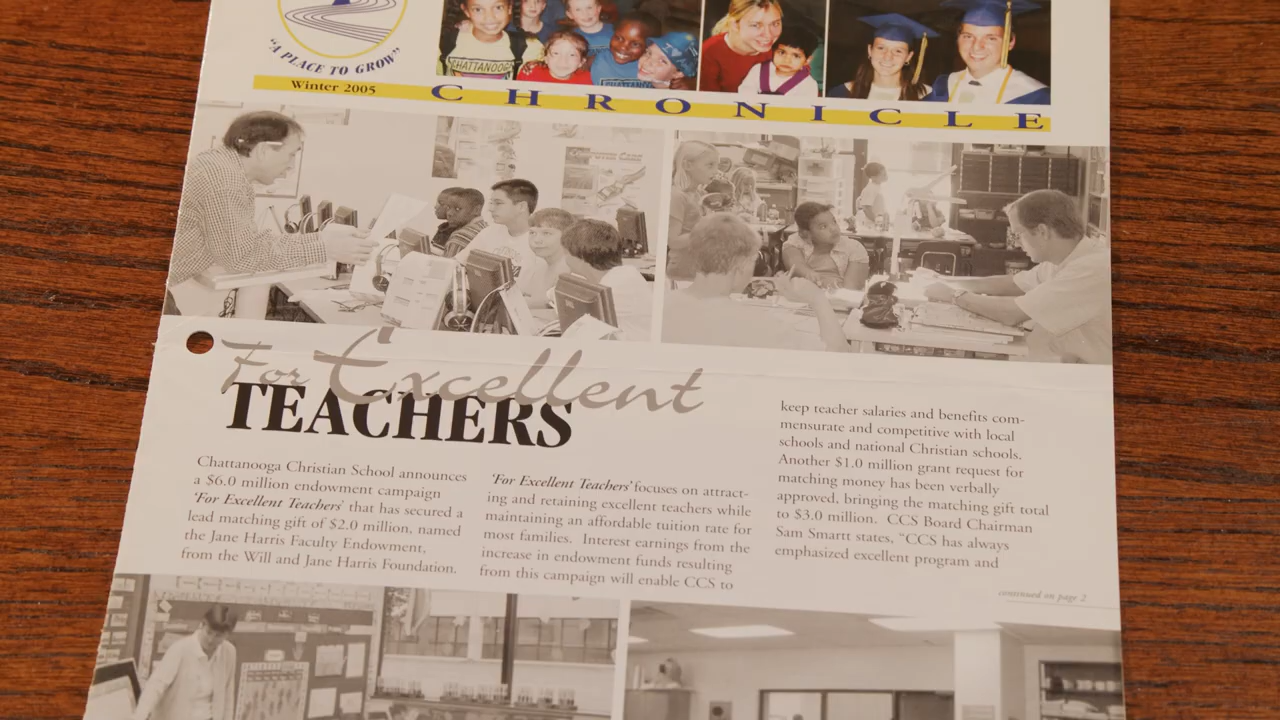 "A PLACE TO GROW"
CHATTANOOGA
Winter 2005
CHRONICLE
COMPUTER CARE
For Excellent
TEACHERS
Chattanooga Christian School announces
a $6.0 million endowment campaign
'For Excellent Teachers' that has secured a
lead matching gift of $2.0 million, named
the Jane Harris Faculty Endowment,
from the Will and Jane Harris Foundation.
'For Excellent Teachers' focuses on attract-
ing and retaining excellent teachers while
maintaining an affordable tuition rate for
most families. Interest earnings from the
increase in endowment funds resulting
from this campaign will enable CCS to
keep teacher salaries and benefits com-
mensurate and competitive with local
schools and national Christian schools.
Another $1.0 million grant request for
matching money has been verbally
approved, bringing the matching gift total
to $3.0 million. CCS Board Chairman
Sam Smartt states, "CCS has always
emphasized excellent program and
continued on page 2